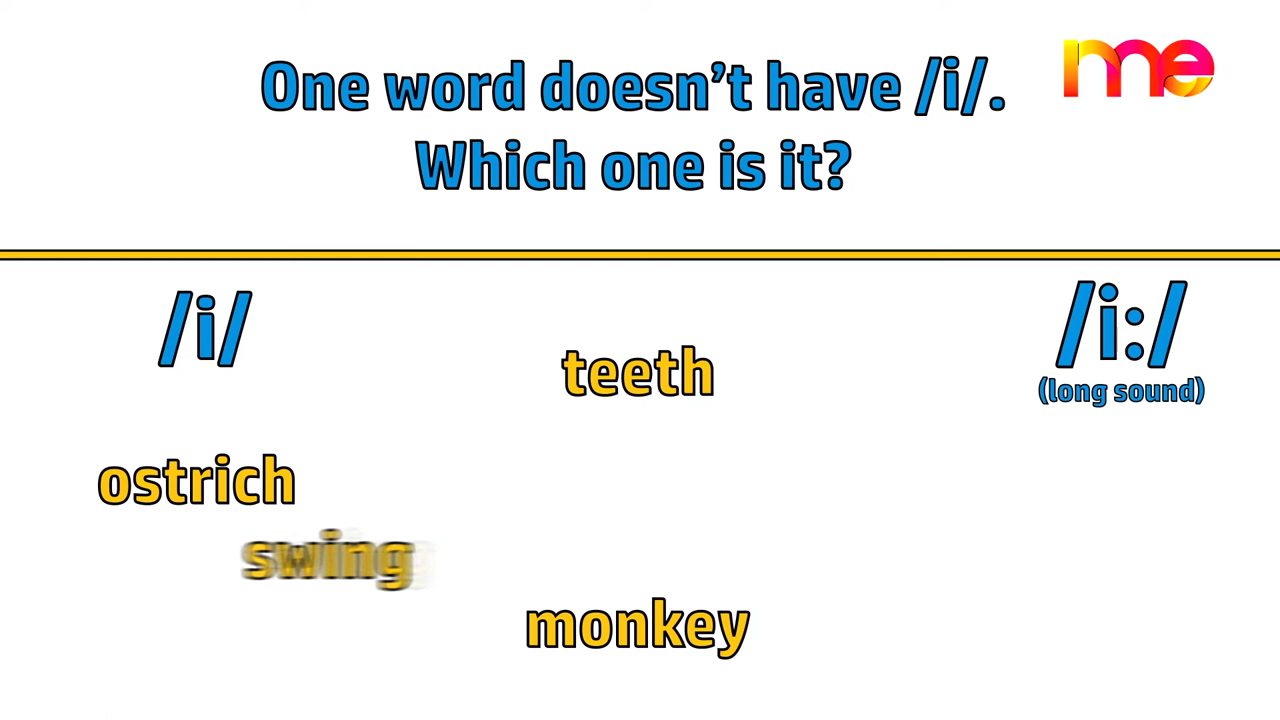 me
One word doesn’t have /i/.
Which one is it?
/i/
/i:/
(long sound)
teeth
ostrich
swing
monkey